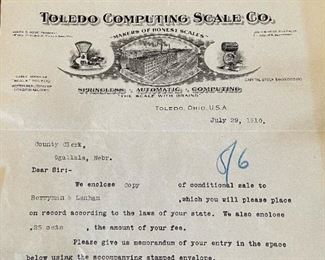 TOLEDO COMPUTING SCALE CO.
"MAKERS OF HONEST SCALES"
SPRINGLESS AUTOMATIC COMPUTING
"THE SCALE WITH BRAINS"
TOLEDO, OHIO, U.S.A
July 29, 1910,
County Clerk,
Ogallala, Nebr.
8/6
Dear Sir:-
We enclose Copy of conditional sale to
Berryman & Lanham ,which you will please place
on record according to the laws of your state. We also enclose
.25 cents , the amount of your fee.
Please give us memorandum of your entry in the space
below using the accompanying stamped envelope.